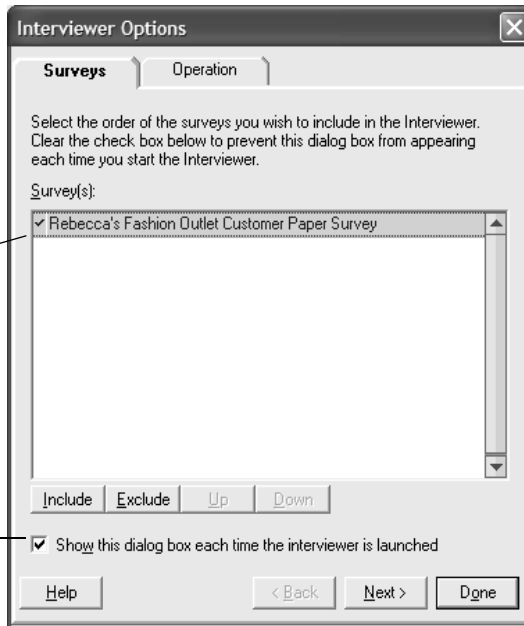 Interviewer Options
Surveys Operation
Select the order of the surveys you wish to include in the Interviewer.
Clear the check box below to prevent this dialog box from appearing
each time you start the Interviewer.
Survey(s):
Rebecca's Fashion Outlet Customer Paper Survey
Include Exclude Up Down
Show this dialog box each time the interviewer is launched
Help < Back Next > Done